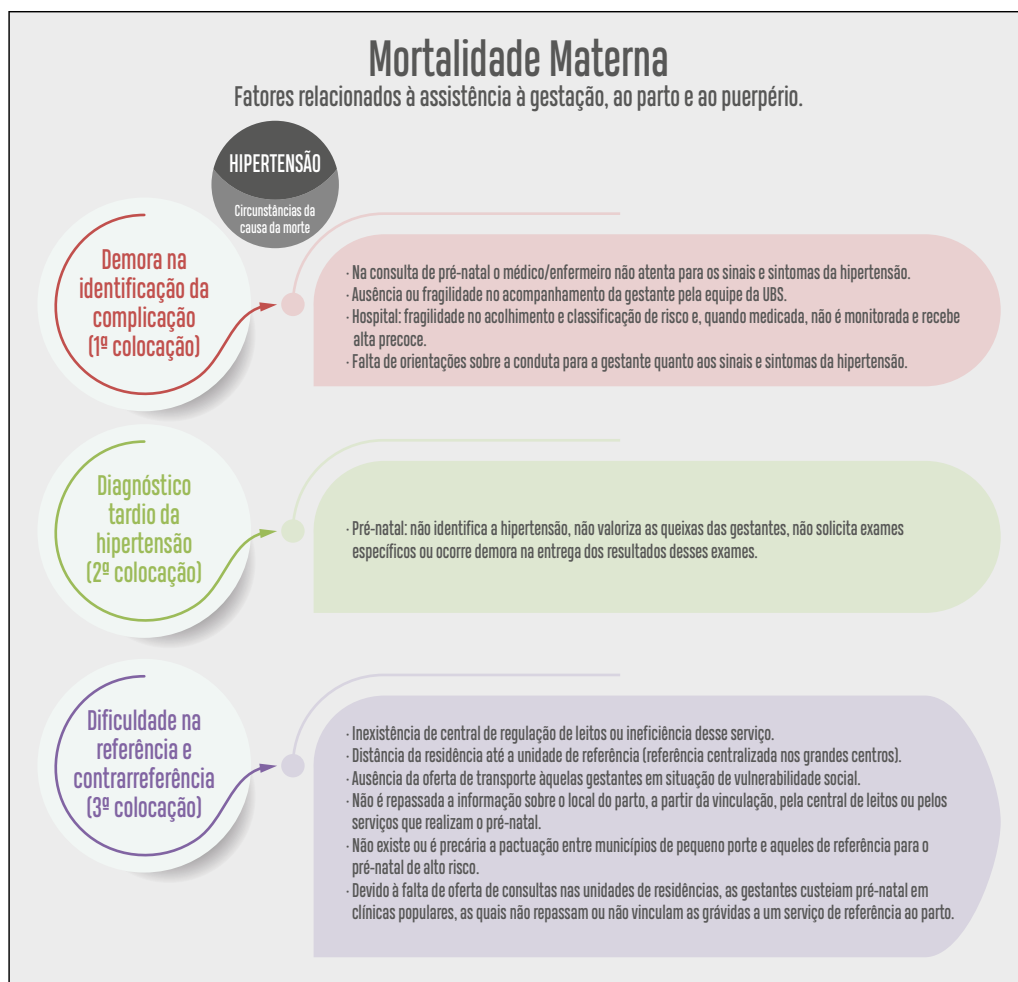 Mortalidade Materna
Fatores relacionados à assistência à gestação, ao parto e ao puerpério.
HIPERTENSÃO
Circunstâncias da
causa da morte
Demora na
identificação da
complicação
(1º colocação)
· Na consulta de pré-natal o médico/enfermeiro não atenta para os sinais e sintomas da hipertensão.
· Ausência ou fragilidade no acompanhamento da gestante pela equipe da UBS.
· Hospital: fragilidade no acolhimento e classificação de risco e, quando medicada, não é monitorada e recebe
alta precoce.
· Falta de orientações sobre a conduta para a gestante quanto aos sinais e sintomas da hipertensão.
Diagnóstico
tardio da
hipertensão
(2º colocação)
· Pré-natal: não identifica a hipertensão, não valoriza as queixas das gestantes, não solicita exames
específicos ou ocorre demora na entrega dos resultados desses exames.
Dificuldade na
referência e
contrarreferência
(3º colocação)
· Inexistência de central de regulação de leitos ou ineficiência desse serviço.
· Distância da residência até a unidade de referência (referência centralizada nos grandes centros).
· Ausência da oferta de transporte àquelas gestantes em situação de vulnerabilidade social.
· Não é repassada a informação sobre o local do parto, a partir da vinculação, pela central de leitos ou pelos
serviços que realizam o pré-natal.
· Não existe ou é precária a pactuação entre municípios de pequeno porte e aqueles de referência para o
pré-natal de alto risco.
· Devido à falta de oferta de consultas nas unidades de residências, as gestantes custeiam pré-natal em
clínicas populares, as quais não repassam ou não vinculam as grávidas a um serviço de referência ao parto.